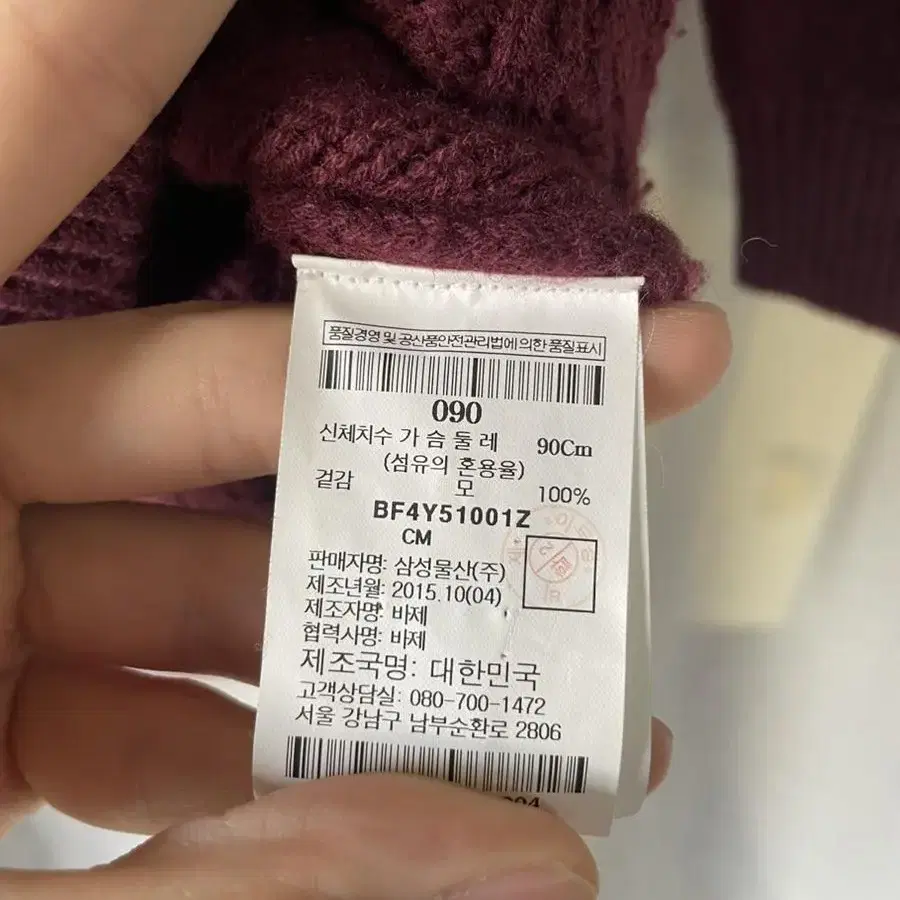 품질경영 및 공산품안전관리법에 의한 품질표시
090
신체치수 가 슴 둘 레 90Cm
(섬유의 혼용율)
겉감 모 100%
BF4Y51001Z
CM
판매자명: 삼성물산(주)
제조년월: 2015.10(04)
제조자명: 바제
협력사명: 바제
제조국명: 대한민국
고객상담실: 080-700-1472
서울 강남구 남부순환로 2806